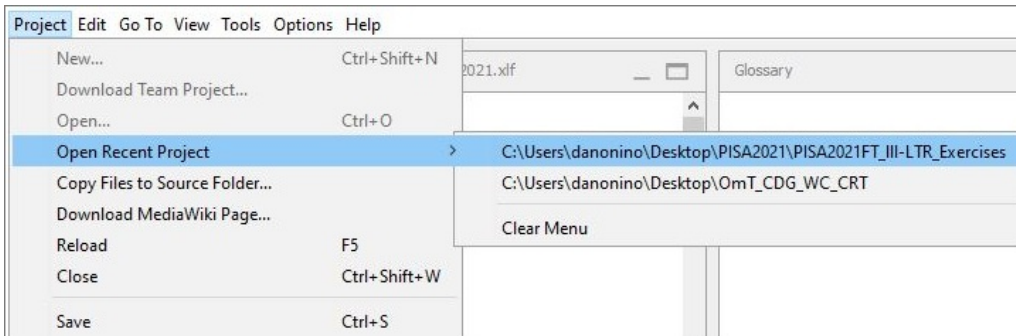 Project Edit Go To View Tools Options Help
New... Ctrl+Shift+N
2021.xlf
Glossary
Download Team Project...
Open... Ctrl+O
Open Recent Project >
C:\Users\danonino\Desktop\PISA2021\PISA2021FT_III-LTR_Exercises
Copy Files to Source Folder...
C:\Users\danonino\Desktop\OmT_CDG_WC_CRT
Download MediaWiki Page...
Clear Menu
Reload F5
Close Ctrl+Shift+W
Save Ctrl+S